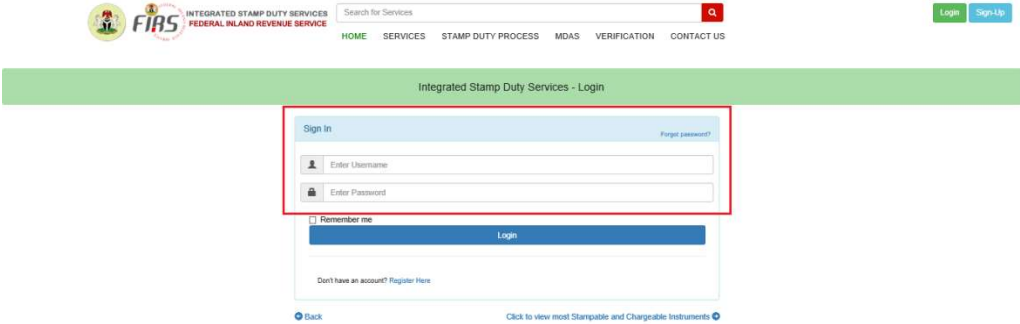 FIRS
INTEGRATED STAMP DUTY SERVICES
FEDERAL INLAND REVENUE SERVICE
Search for Services
Login
Sign-Up
HOME SERVICES STAMP DUTY PROCESS MDAS VERIFICATION CONTACT US
Integrated Stamp Duty Services - Login
Sign In
Forgot password?
Enter Username
Enter Password
Remember me
Login
Don't have an account? Register Here
Back
Click to view most Stampable and Chargeable Instruments